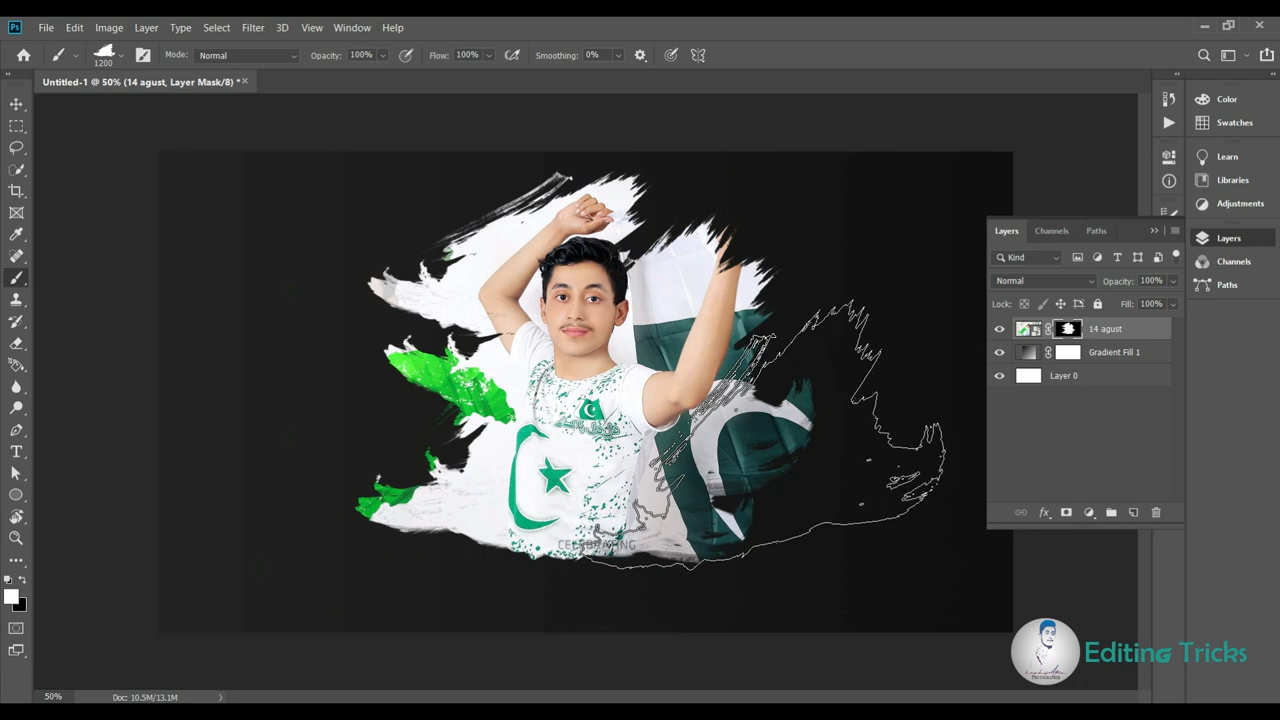 Ps File Edit Image Layer Type Select Filter 3D View Window Help
1200 Mode: Normal Opacity: 100% Flow: 100% Smoothing: 0%
Untitled-1 @ 50% (14 agust, Layer Mask/8) *
Color
Swatches
Learn
Libraries
Adjustments
Layers
Channels
Paths
Layers Channels Paths
Kind
Normal Opacity: 100%
Lock: Fill: 100%
14 agust
Gradient Fill 1
Layer 0
CELEBRATING
Editing Tricks
50% Doc: 10.5M/13.1M